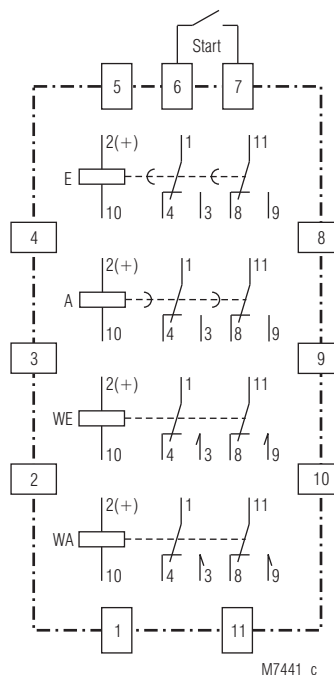 Start
5 6 7
2(+) 1 11
E
10 4 3 8 9
4 8
2(+) 1 11
A
10 4 3 8 9
3 9
2(+) 1 11
WE
10 4 3 8 9
2 10
2(+) 1 11
WA
10 4 3 8 9
1 11
M7441_c